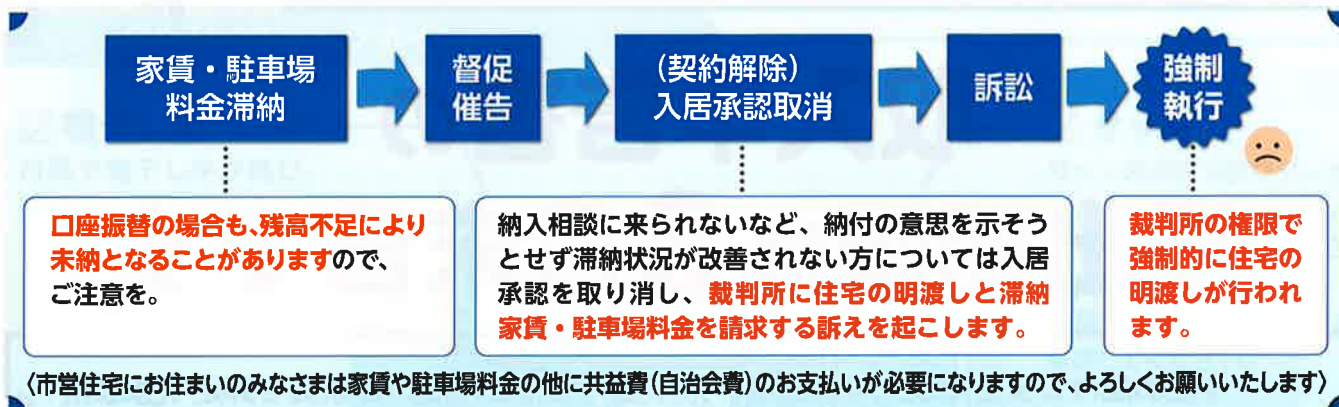 家賃・駐車場
料金滞納
督促
催告
(契約解除)
入居承認取消
訴訟
強制
執行
口座振替の場合も、残高不足により
未納となることがありますので、
ご注意を。
納入相談に来られないなど、納付の意思を示そう
とせず滞納状況が改善されない方については入居
承認を取り消し、裁判所に住宅の明渡しと滞納
家賃・駐車場料金を請求する訴えを起こします。
裁判所の権限で
強制的に住宅の
明渡しが行われ
ます。
〈市営住宅にお住まいのみなさまは家賃や駐車場料金の他に共益費(自治会費)のお支払いが必要になりますので、よろしくお願いいたします〉